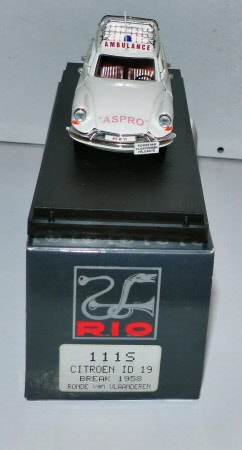 AMBULANCE
"ASPRO"
RIO
111S
CITROEN ID 19
BREAK 1958
RONDE van VLAANDEREN